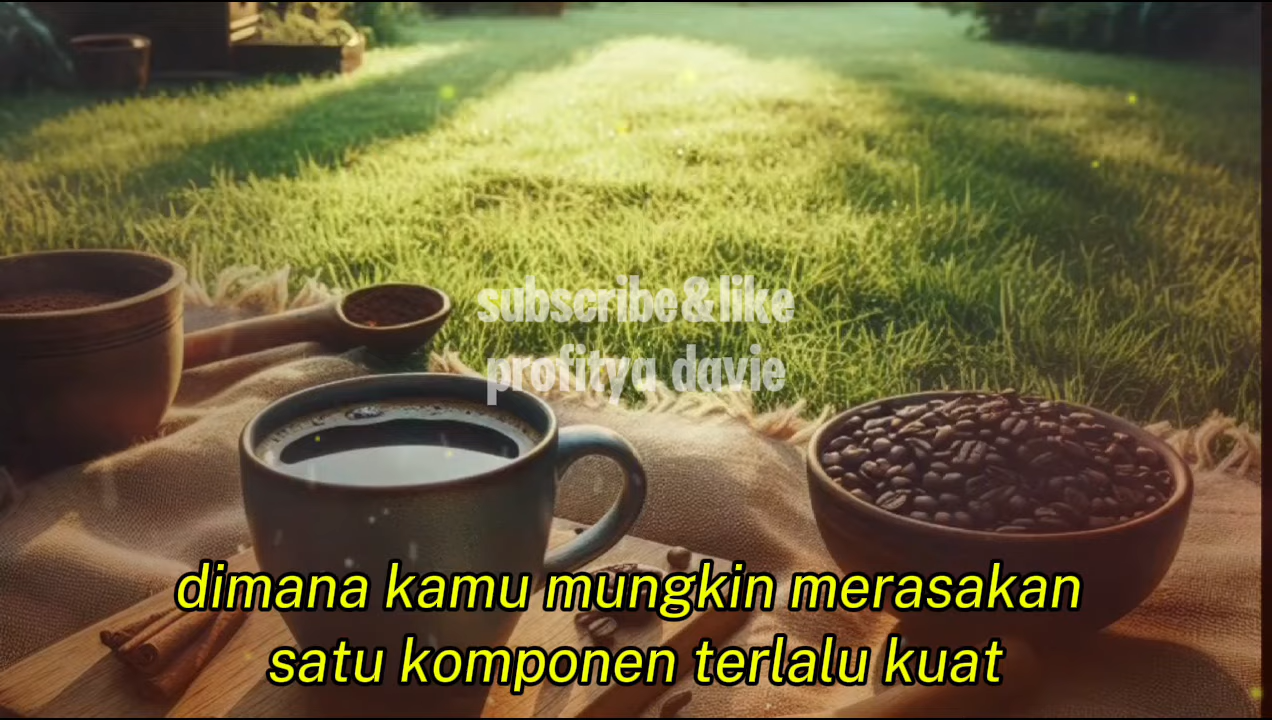 subscribe&like
profitya davie
dimana kamu mungkin merasakan
satu komponen terlalu kuat